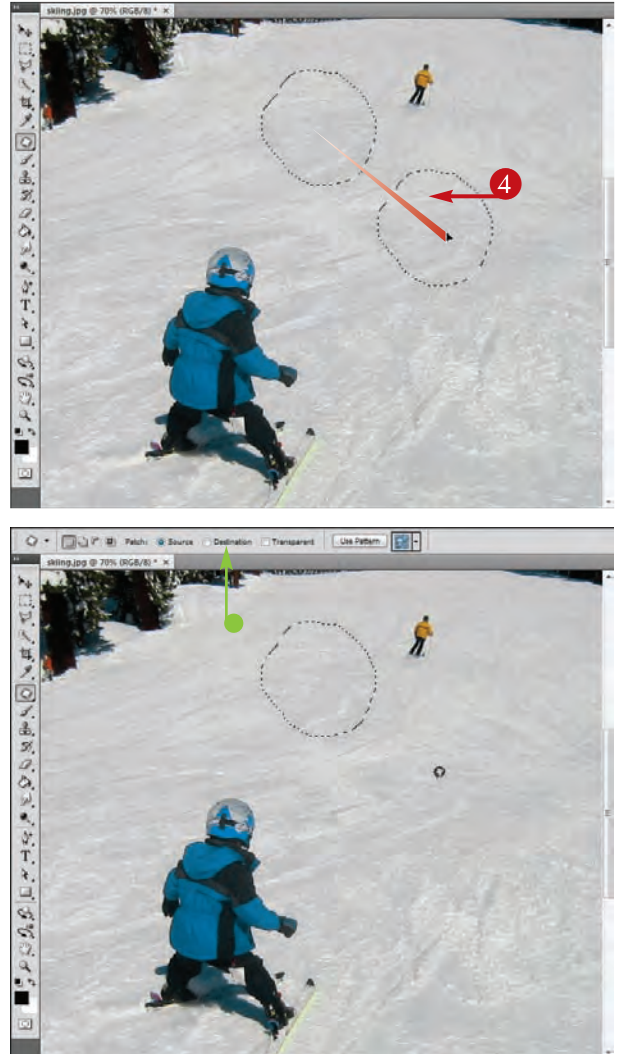 skiing.jpg @ 70% (RGB/8) * ×
4
T
Patch: Source Destination Transparent Use Pattern
skiing.jpg @ 70% (RGB/8) * ×
T